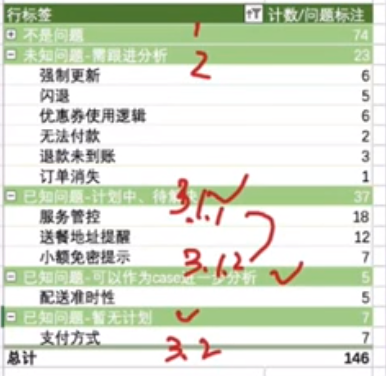 行标签 计数/问题标注
不是问题 74
1
未知问题-需跟进分析 23
2
强制更新 6
闪退 5
优惠券使用逻辑 6
无法付款 2
退款未到账 3
订单消失 1
已知问题-计划中、待 37
3.1
服务管控 18
.1.1
送餐地址提醒 12
小额免密提示 7
3.1.2
已知问题-可以作为case进一步分析 5
配送准时性 5
已知问题-暂无计划 7
支付方式 7
3.2
总计 146